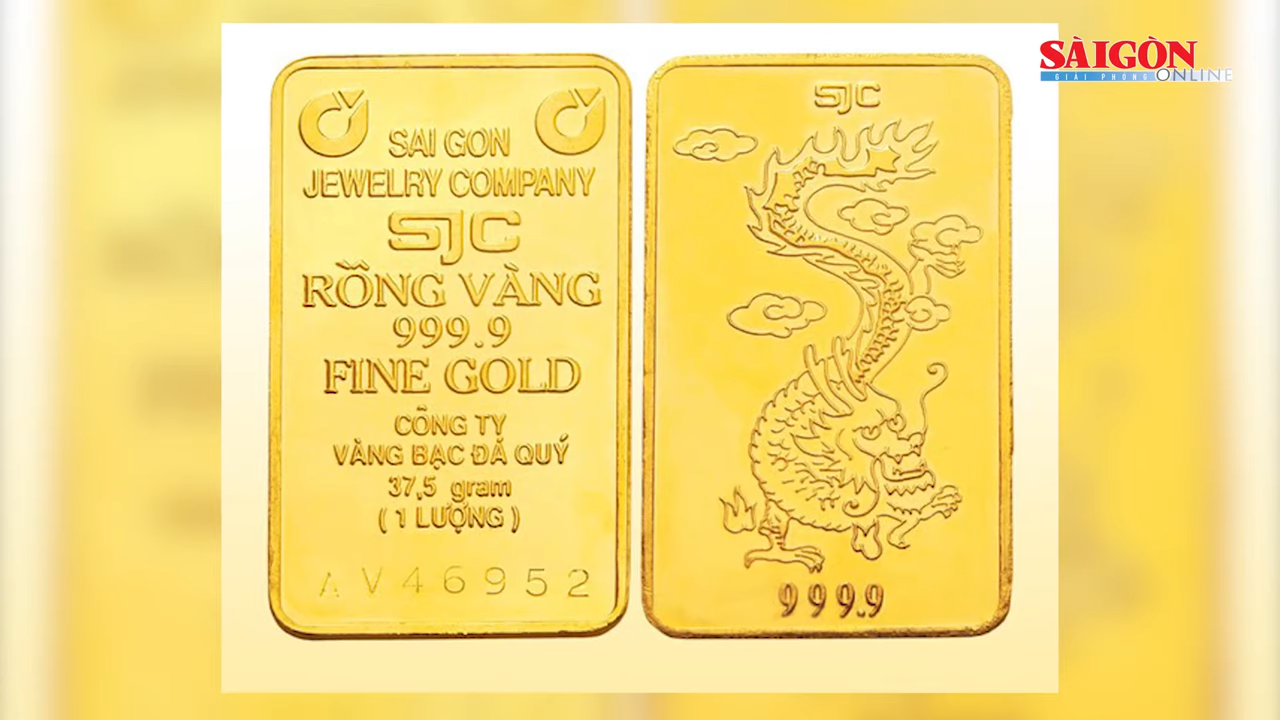 SAI GON
JEWELRY COMPANY
SJC
RỒNG VÀNG
999.9
FINE GOLD
CÔNG TY
VÀNG BẠC ĐÁ QUÝ
37,5 gram
( 1 LƯỢNG )
AV46952
SJC
999.9
SÀIGÒN
GIẢI PHÓNG ONLINE